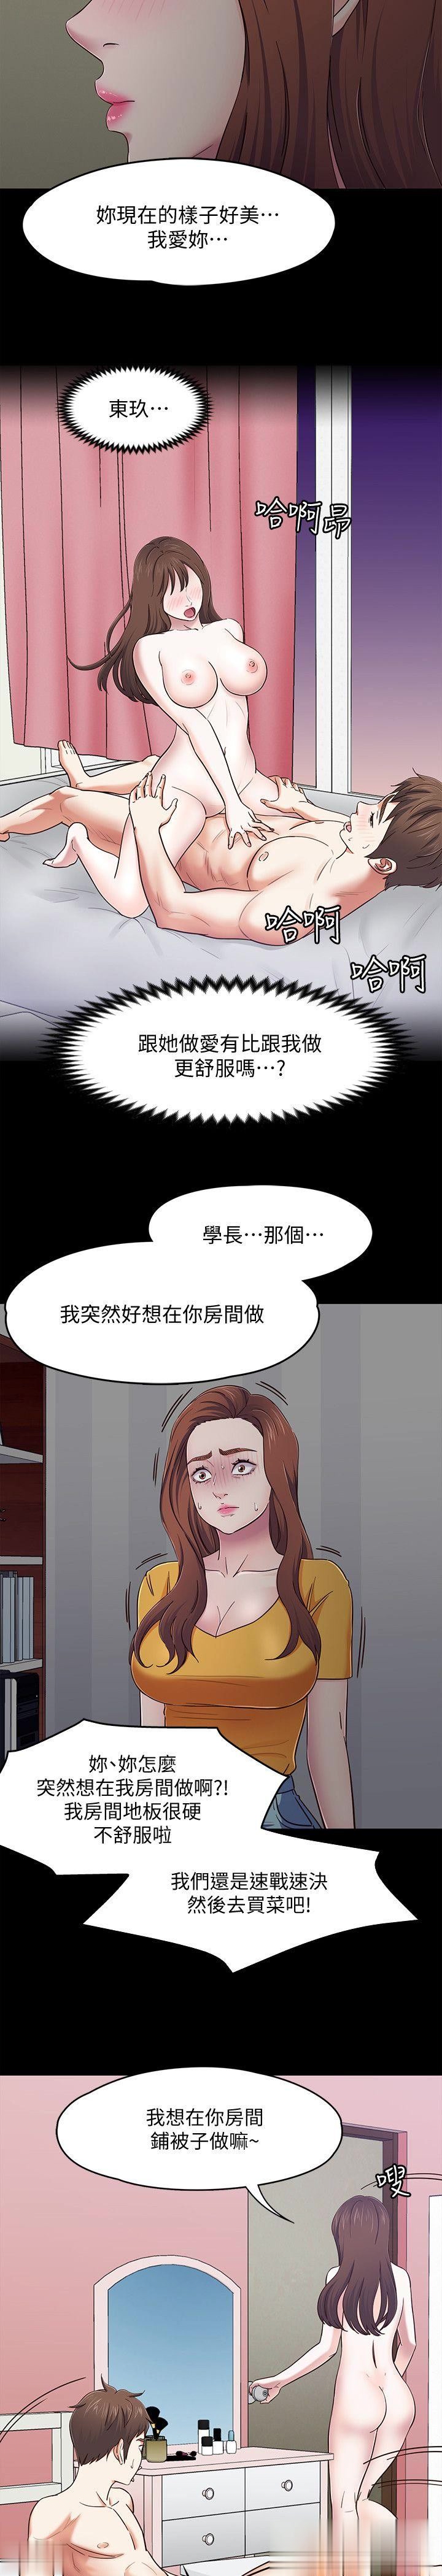 妳現在的樣子好美…
我愛妳…
東玖…
哈啊昂
哈啊
哈啊
跟她做愛有比跟我做
更舒服嗎…?
學長…那個…
我突然好想在你房間做
妳、妳怎麼
突然想在我房間做啊?!
我房間地板很硬
不舒服啦
我們還是速戰速決
然後去買菜吧!
我想在你房間
鋪被子做嘛~
嗖